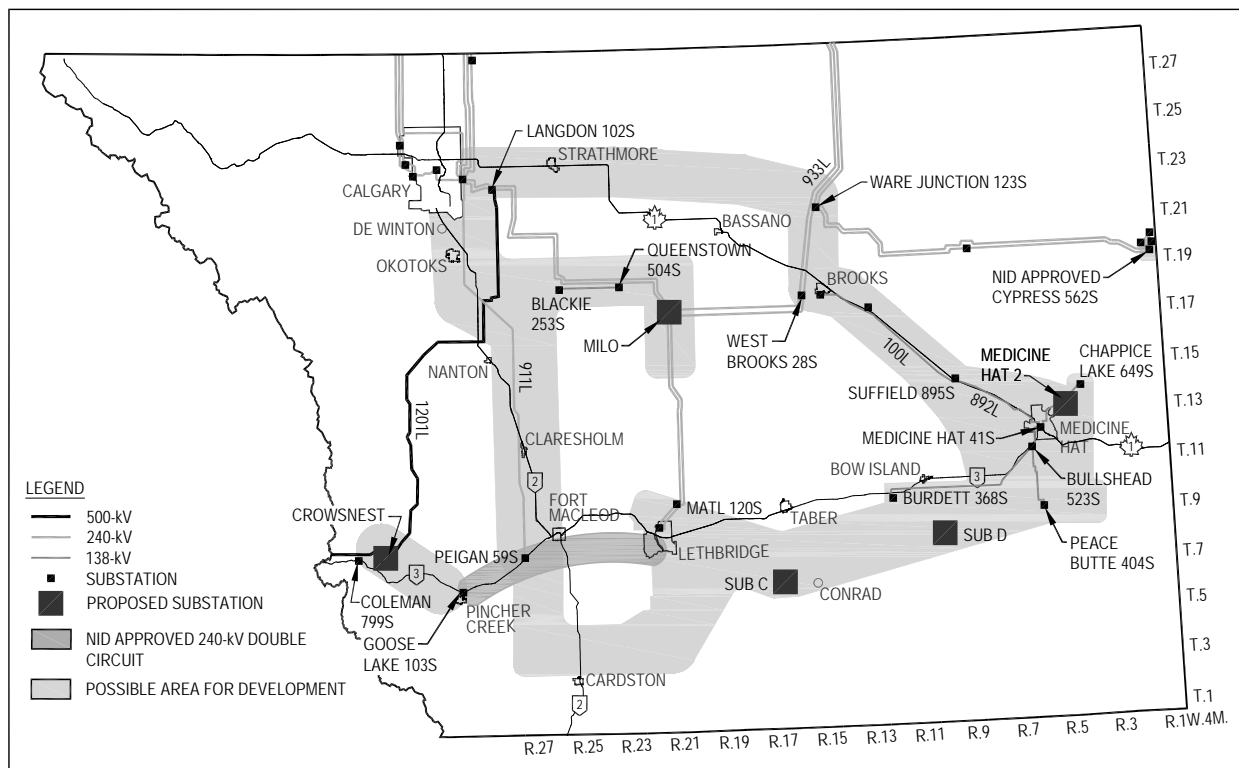 T.27
T.25
T.23
T.21
T.19
T.17
T.15
T.13
T.11
T.9
T.7
T.5
T.3
T.1
R.1W.4M.
R.27
R.25
R.23
R.21
R.19
R.17
R.15
R.13
R.11
R.9
R.7
R.5
R.3
LANGDON 102S
STRATHMORE
933L
WARE JUNCTION 123S
CALGARY
DE WINTON
OKOTOKS
1
BASSANO
QUEENSTOWN
504S
BLACKIE
253S
MILO
BROOKS
WEST
BROOKS 28S
NID APPROVED
CYPRESS 562S
100L
SUFFIELD 895S
892L
MEDICINE
HAT 2
CHAPPICE
LAKE 649S
MEDICINE HAT 41S
MEDICINE
HAT
1
NANTON
911L
1201L
CLARESHOLM
2
BOW ISLAND
3
BURDETT 368S
BULLSHEAD
523S
PEACE
BUTTE 404S
FORT
MACLEOD
MATL 120S
TABER
LETHBRIDGE
SUB D
SUB C
CONRAD
CROWSNEST
PEIGAN 59S
3
COLEMAN
799S
PINCHER
CREEK
GOOSE
LAKE 103S
CARDSTON
2
LEGEND
500-kV
240-kV
138-kV
SUBSTATION
PROPOSED SUBSTATION
NID APPROVED 240-kV DOUBLE
CIRCUIT
POSSIBLE AREA FOR DEVELOPMENT